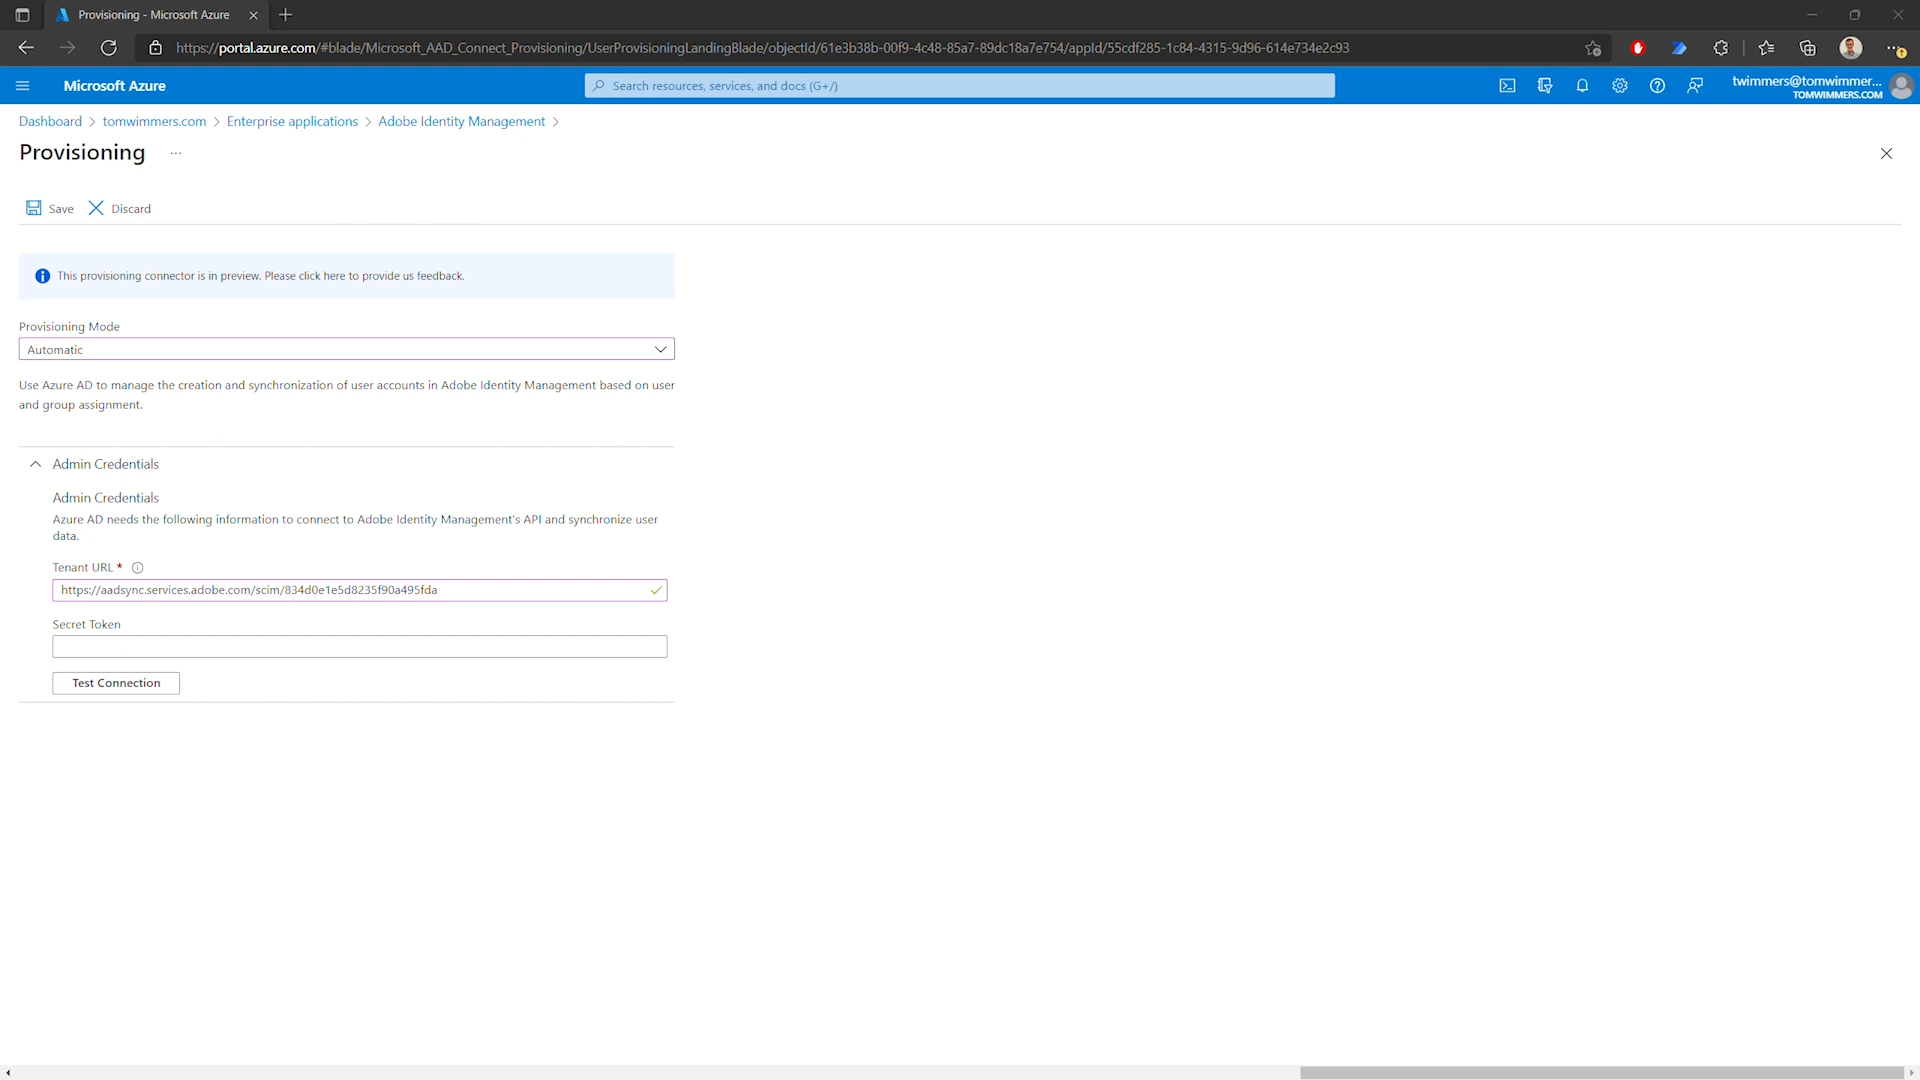 Provisioning - Microsoft Azure
https://portal.azure.com/#blade/Microsoft_AAD_Connect_Provisioning/UserProvisioningLandingBlade/objectId/61e3b38b-00f9-4c48-85a7-89dc18a7e754/appId/55cdf285-1c84-4315-9d96-614e734e2c93
Microsoft Azure
Search resources, services, and docs (G+/)
twimmers@tomwimmer...
TOMWIMMERS.COM
Dashboard > tomwimmers.com > Enterprise applications > Adobe Identity Management >
Provisioning ...
Save Discard
This provisioning connector is in preview. Please click here to provide us feedback.
Provisioning Mode
Automatic
Use Azure AD to manage the creation and synchronization of user accounts in Adobe Identity Management based on user
and group assignment.
Admin Credentials
Admin Credentials
Azure AD needs the following information to connect to Adobe Identity Management's API and synchronize user
data.
Tenant URL *
https://aadsync.services.adobe.com/scim/834d0e1e5d8235f90a495fda
Secret Token
Test Connection